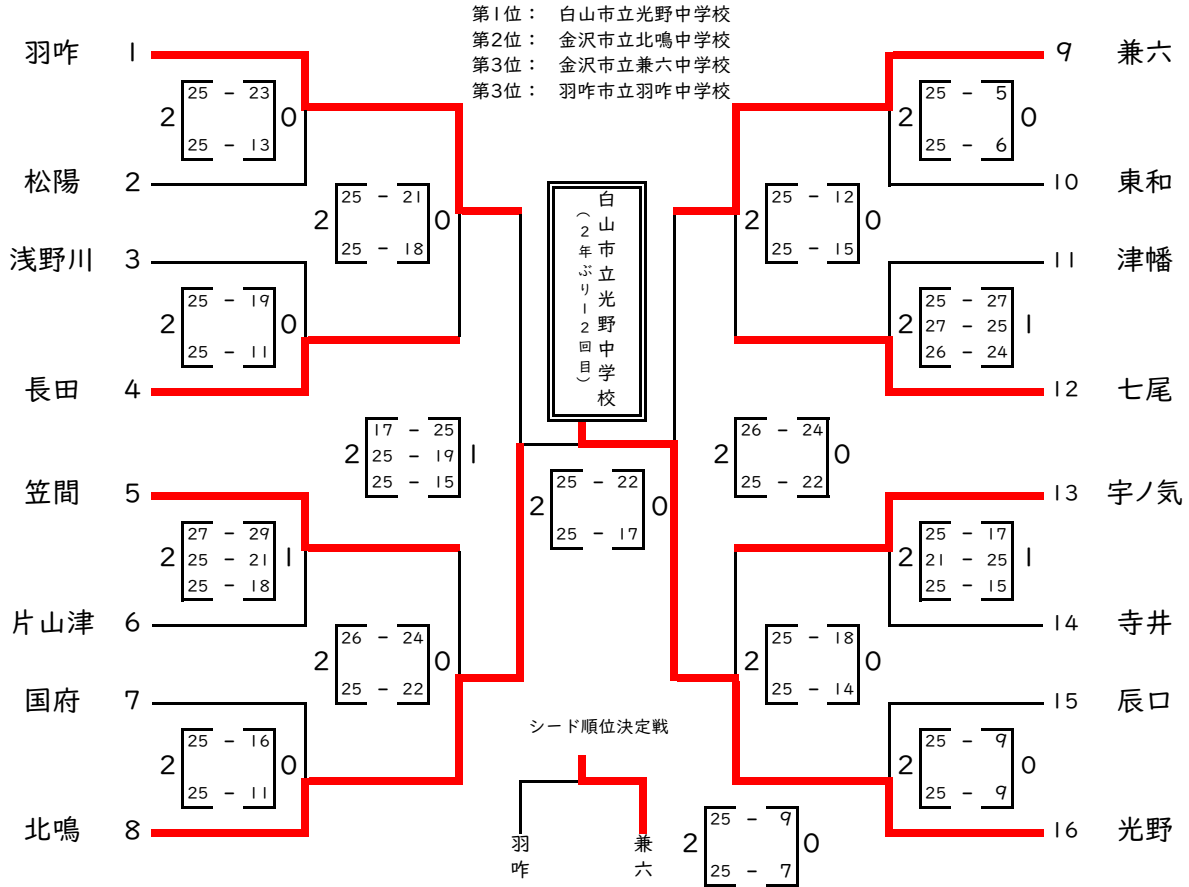 第1位： 白山市立光野中学校
第2位： 金沢市立北鳴中学校
第3位： 金沢市立兼六中学校
第3位： 羽咋市立羽咋中学校
羽咋 1
2 25 - 23 0
25 - 13
松陽 2
2 25 - 21 0
25 - 18
浅野川 3
2 25 - 19 0
25 - 11
長田 4
2 17 - 25 1
25 - 19
25 - 15
笠間 5
2 27 - 29 1
25 - 21
25 - 18
片山津 6
2 26 - 24 0
25 - 22
国府 7
2 25 - 16 0
25 - 11
北鳴 8
白山市立光野中学校
（2年ぶり12回目）
2 25 - 22 0
25 - 17
9 兼六
2 25 - 5 0
25 - 6
10 東和
2 25 - 12 0
25 - 15
11 津幡
2 25 - 27 1
27 - 25
26 - 24
12 七尾
2 26 - 24 0
25 - 22
13 宇ノ気
2 25 - 17 1
21 - 25
25 - 15
14 寺井
2 25 - 18 0
25 - 14
15 辰口
2 25 - 9 0
25 - 9
16 光野
シード順位決定戦
羽咋
兼六
2 25 - 9 0
25 - 7